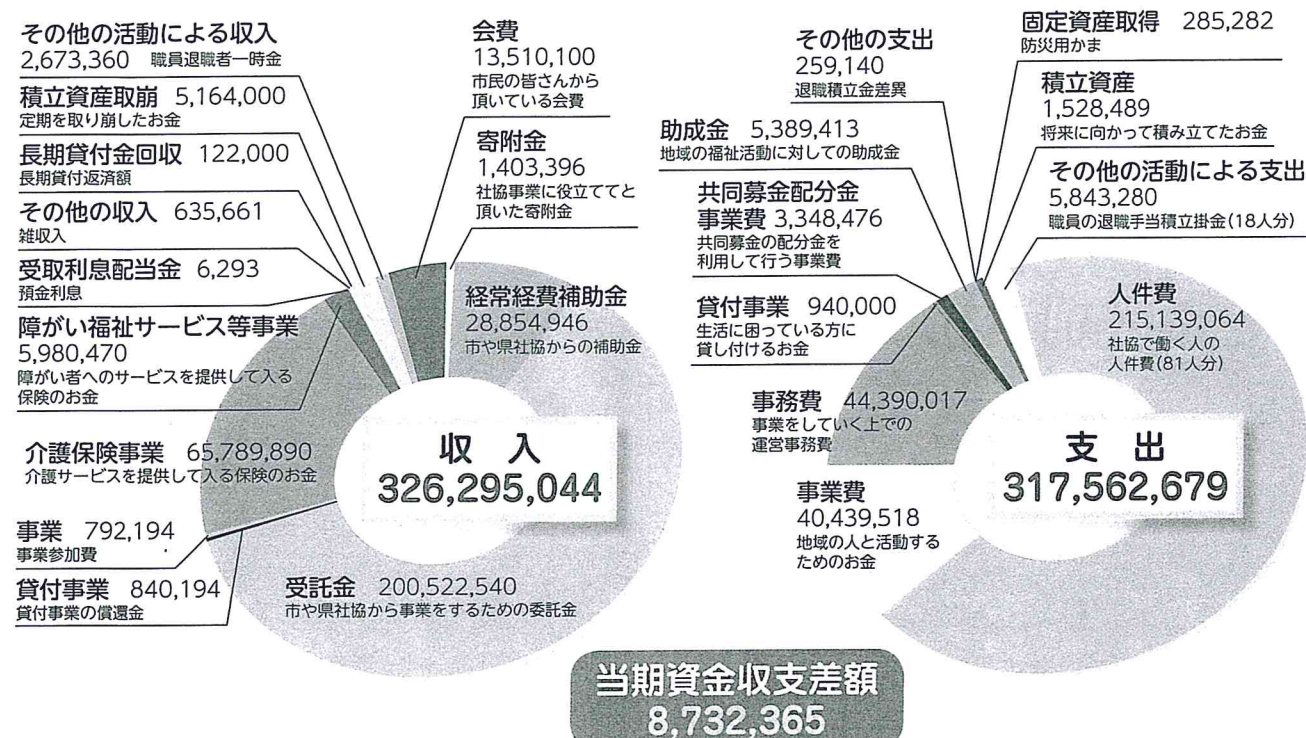 その他の活動による収入
2,673,360 職員退職者一時金
積立資産取崩 5,164,000
定期を取り崩したお金
長期貸付金回収 122,000
長期貸付返済額
その他の収入 635,661
雑収入
受取利息配当金 6,293
預金利息
障がい福祉サービス等事業
5,980,470
障がい者へのサービスを提供して入る
保険のお金
介護保険事業 65,789,890
介護サービスを提供して入る保険のお金
事業 792,194
事業参加費
貸付事業 840,194
貸付事業の償還金
会費
13,510,100
市民の皆さんから
頂いている会費
寄附金
1,403,396
社協事業に役立ててと
頂いた寄附金
経常経費補助金
28,854,946
市や県社協からの補助金
収 入
326,295,044
受託金 200,522,540
市や県社協から事業をするための委託金
その他の支出
259,140
退職積立金差異
助成金 5,389,413
地域の福祉活動に対しての助成金
共同募金配分金
事業費 3,348,476
共同募金の配分金を
利用して行う事業費
貸付事業 940,000
生活に困っている方に
貸し付けるお金
事務費 44,390,017
事業をしていく上での
運営事務費
事業費
40,439,518
地域の人と活動する
ためのお金
固定資産取得 285,282
防災用かま
積立資産
1,528,489
将来に向かって積み立てたお金
その他の活動による支出
5,843,280
職員の退職手当積立掛金(18人分)
人件費
215,139,064
社協で働く人の
人件費(81人分)
支 出
317,562,679
当期資金収支差額
8,732,365